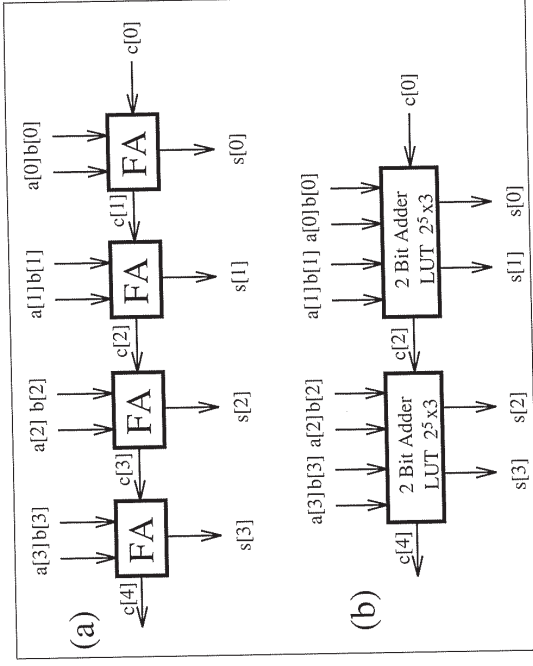 (a)
a[3]b[3] a[2] b[2] a[1]b[1] a[0]b[0]
c[4] FA c[3] FA c[2] FA c[1] FA c[0]
s[3] s[2] s[1] s[0]
(b)
a[3]b[3] a[2]b[2] a[1]b[1] a[0]b[0]
c[4] 2 Bit Adder c[2] 2 Bit Adder c[0]
LUT 2⁵x3 LUT 2⁵x3
s[3] s[2] s[1] s[0]